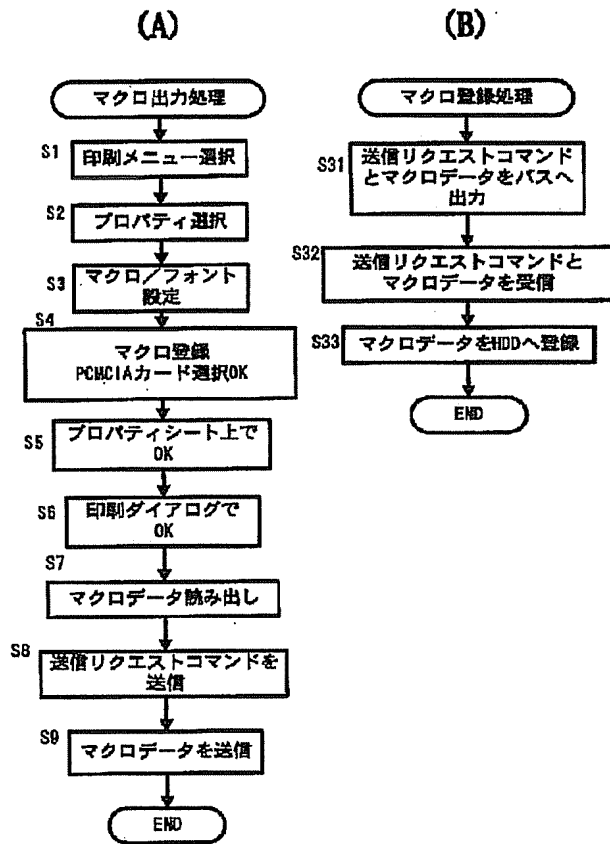 (A)
マクロ出力処理
S1
印刷メニュー選択
S2
プロパティ選択
S3
マクロ/フォント
設定
S4
マクロ登録
PCMCIAカード選択OK
S5
プロパティシート上で
OK
S6
印刷ダイアログで
OK
S7
マクロデータ読み出し
S8
送信リクエストコマンドを
送信
S9
マクロデータを送信
END
(B)
マクロ登録処理
S31
送信リクエストコマンド
とマクロデータをバスへ
出力
S32
送信リクエストコマンドと
マクロデータを受信
S33
マクロデータをHDDへ登録
END